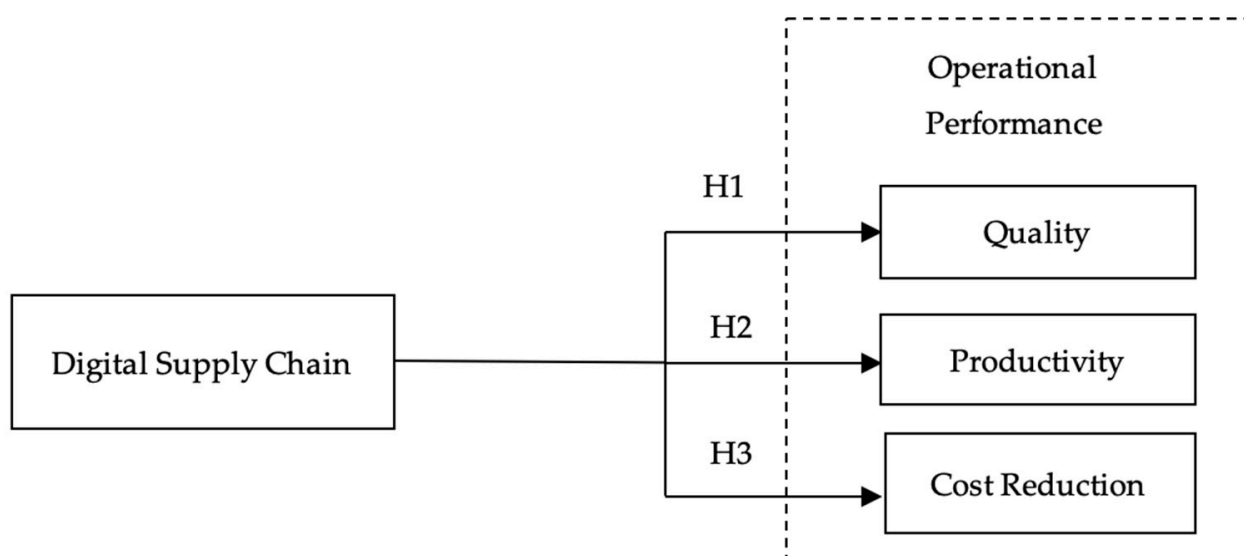 Operational
Performance
H1
Quality
H2
Digital Supply Chain
Productivity
H3
Cost Reduction